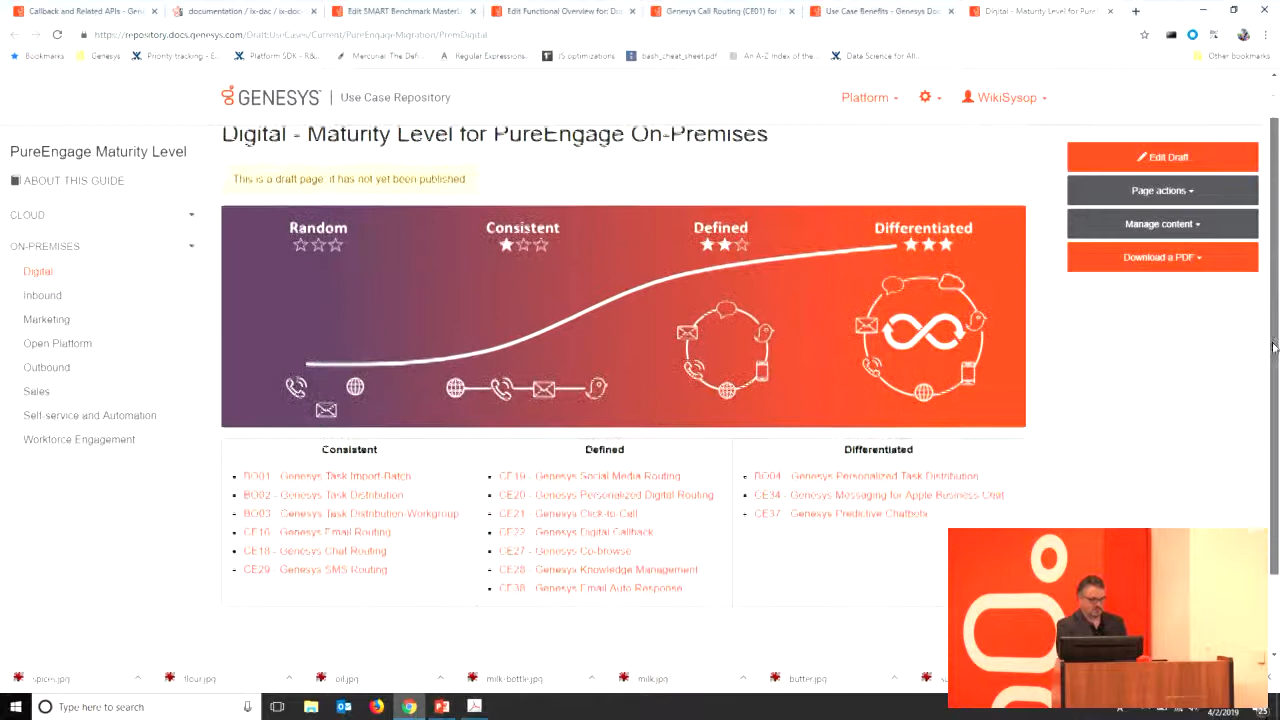 Callback and Related APIs - Gen
documentation / ix-dac / ix-doc-
Edit SMART Benchmark MasterL
Edit Functional Overview for: Do
Genesys Call Routing (CE01) for
Use Case Benefits - Genesys Doc
Digital - Maturity Level for PureE
https://repository.docs.genesys.com/Draft:UseCases/Current/PureEngageMigration/PremDigital
Bookmarks
Genesys
Priority tracking - E...
Platform SDK - R&...
Mercurial: The Defi...
Regular Expressions...
JS optimizations
bash_cheat_sheet.pdf
An A-Z Index of the...
Data Science for All...
Other bookmarks
GENESYS | Use Case Repository
Platform
WikiSysop
Digital - Maturity Level for PureEngage On-Premises
PureEngage Maturity Level
ABOUT THIS GUIDE
CLOUD
ON-PREMISES
Digital
Inbound
Marketing
Open Platform
Outbound
Sales
Self-service and Automation
Workforce Engagement
This is a draft page; it has not yet been published.
Edit Draft
Page actions
Manage content
Download a PDF
Random
Consistent
Defined
Differentiated
Consistent
BO01 - Genesys Task Import-Batch
BO02 - Genesys Task Distribution
BO03 - Genesys Task Distribution-Workgroup
CE16 - Genesys Email Routing
CE18 - Genesys Chat Routing
CE29 - Genesys SMS Routing
Defined
CE19 - Genesys Social Media Routing
CE20 - Genesys Personalized Digital Routing
CE21 - Genesys Click-to-Call
CE22 - Genesys Digital Callback
CE27 - Genesys Co-browse
CE28 - Genesys Knowledge Management
CE38 - Genesys Email Auto Response
Differentiated
BO04 - Genesys Personalized Task Distribution
CE34 - Genesys Messaging for Apple Business Chat
CE37 - Genesys Predictive Chatbots
spices.jpg
flour.jpg
oil.jpg
milk-bottle.jpg
milk.jpg
butter.jpg
Type here to search
4/2/2019